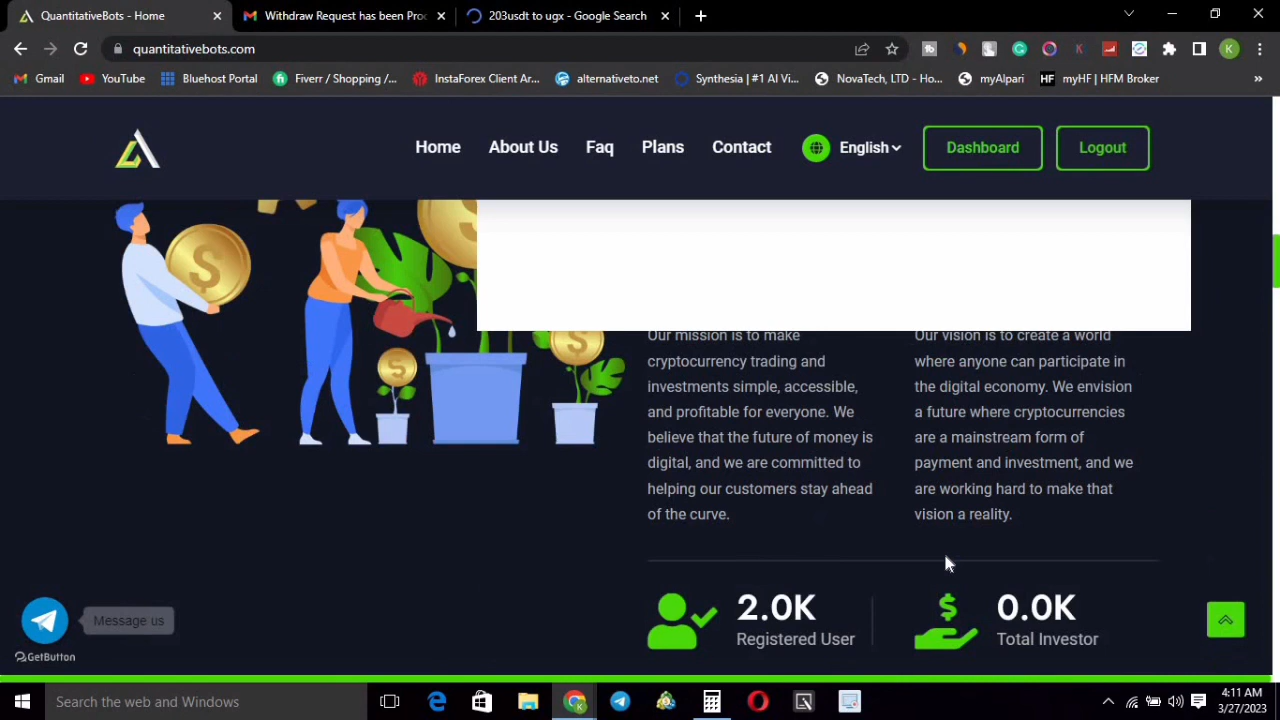 QuantitativeBots - Home
Withdraw Request has been Proc
203usdt to ugx - Google Search
quantitativebots.com
K
Gmail
YouTube
Bluehost Portal
Fiverr / Shopping /...
InstaForex Client Ar...
alternativeto.net
Synthesia | #1 AI Vi...
NovaTech, LTD - Ho...
myAlpari
HF
myHF | HFM Broker
»
Home
About Us
Faq
Plans
Contact
English
Dashboard
Logout
Our mission is to make
cryptocurrency trading and
investments simple, accessible,
and profitable for everyone. We
believe that the future of money is
digital, and we are committed to
helping our customers stay ahead
of the curve.
Our vision is to create a world
where anyone can participate in
the digital economy. We envision
a future where cryptocurrencies
are a mainstream form of
payment and investment, and we
are working hard to make that
vision a reality.
2.0K
Registered User
0.0K
Total Investor
Message us
GetButton
Search the web and Windows
4:11 AM
3/27/2023